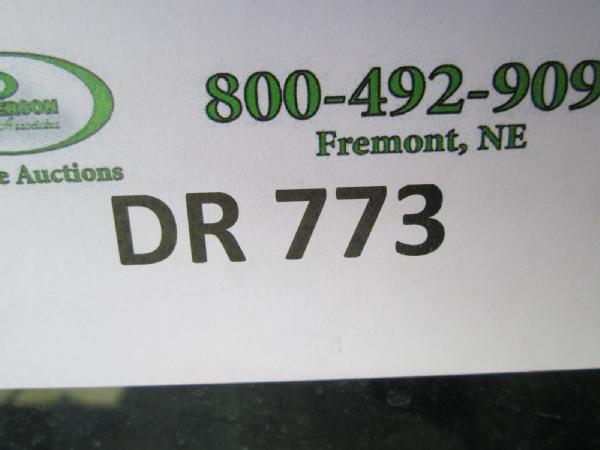 800-492-909
Fremont, NE
Auctions
DR 773